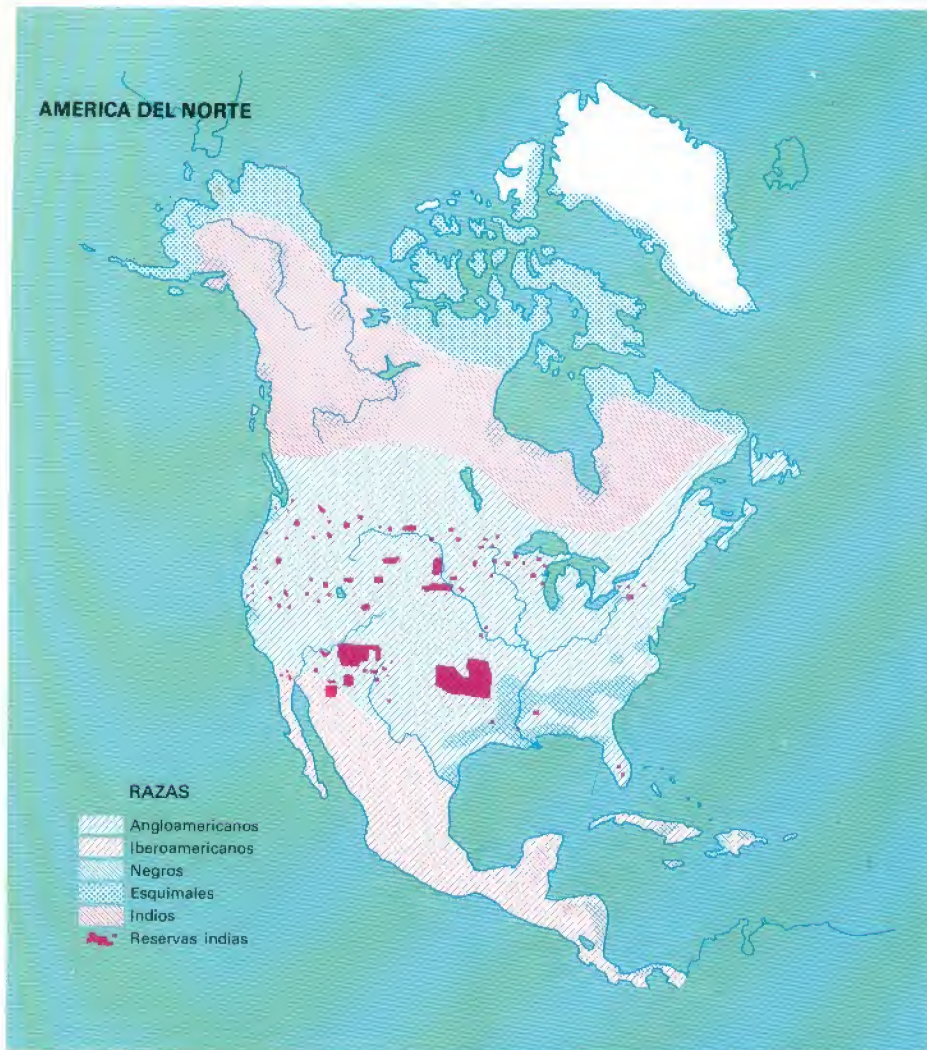 AMERICA DEL NORTE
RAZAS
Angloamericanos
Iberoamericanos
Negros
Esquimales
Indios
Reservas indias